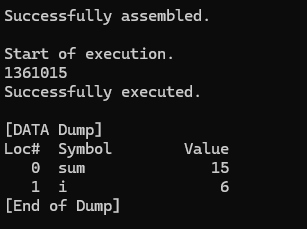 Successfully assembled.
Start of execution.
1361015
Successfully executed.
[DATA Dump]
Loc#  Symbol        Value
   0  sum              15
   1  i                 6
[End of Dump]